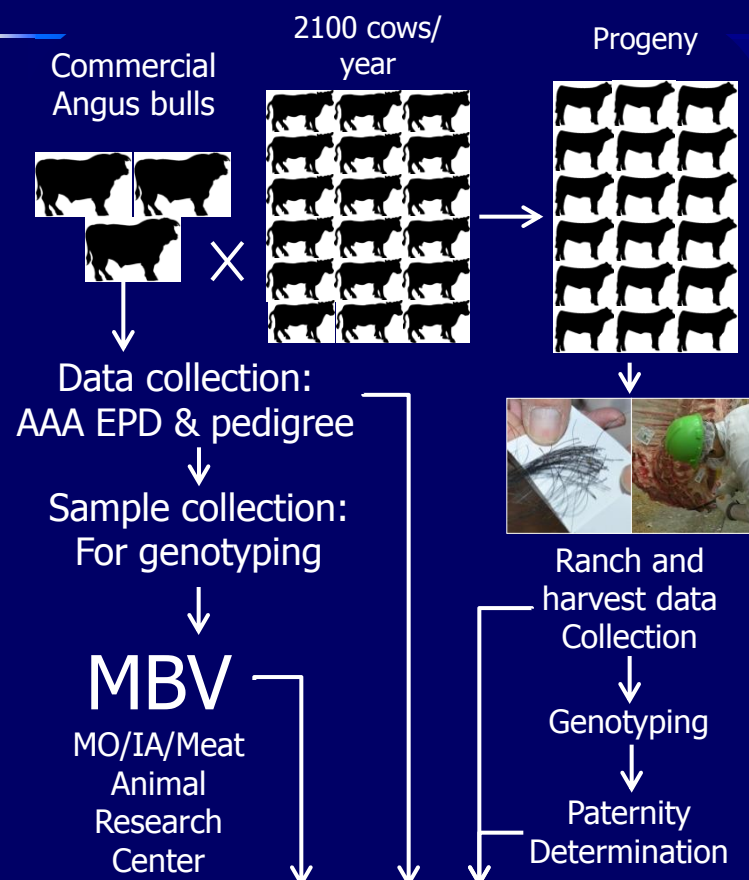 Commercial
Angus bulls
2100 cows/
year
Progeny
X
Data collection:
AAA EPD & pedigree
Sample collection:
For genotyping
MBV
MO/IA/Meat
Animal
Research
Center
Ranch and
harvest data
Collection
Genotyping
Paternity
Determination